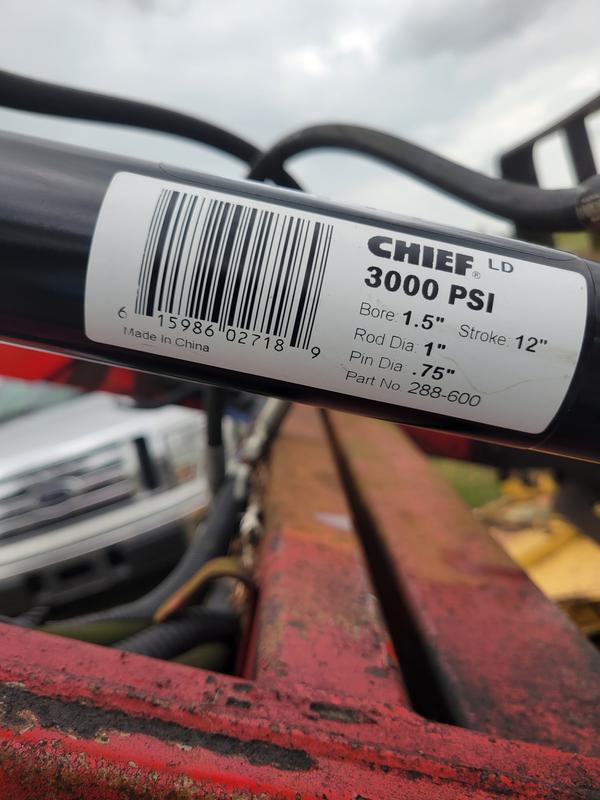 CHIEF® LD
3000 PSI
Bore: 1.5" Stroke: 12"
Rod Dia: 1"
Pin Dia: .75"
Part No. 288-600
6 15986 02718 9
Made In China